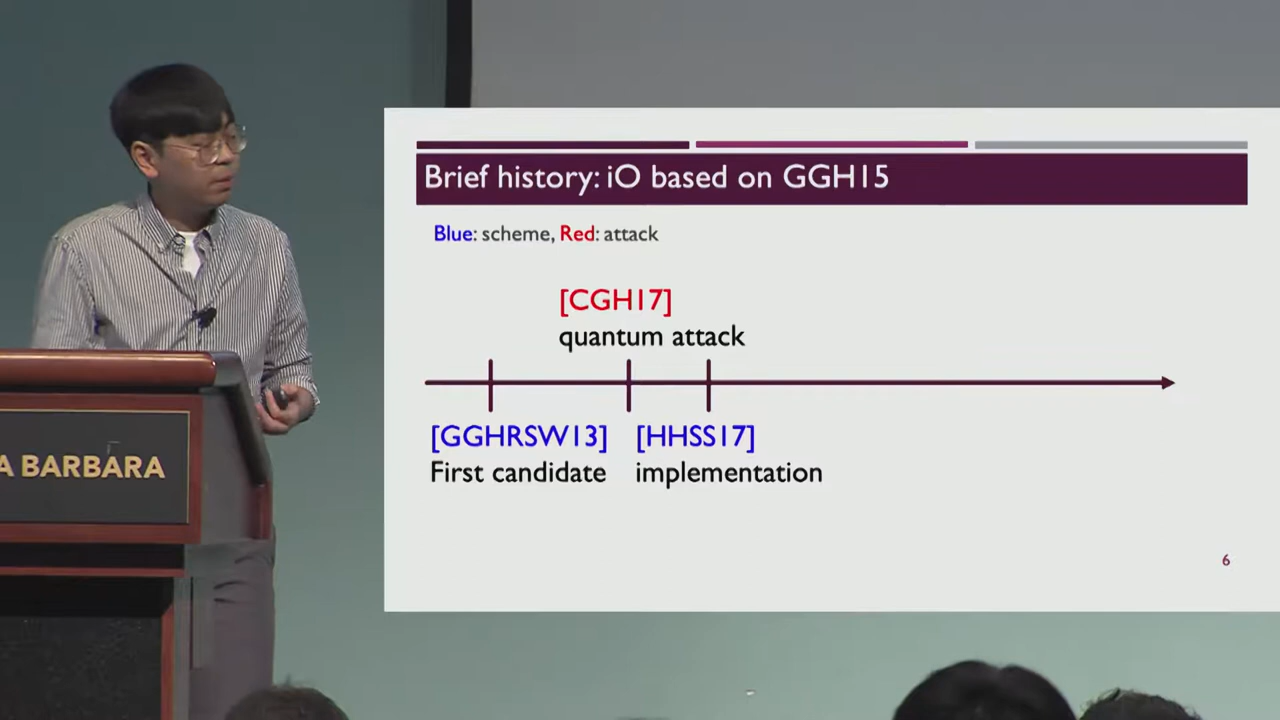 Brief history: iO based on GGH15
Blue: scheme, Red: attack
[CGH17]
quantum attack
[GGHRSW13] [HHSS17]
First candidate implementation
6
A BARBARA